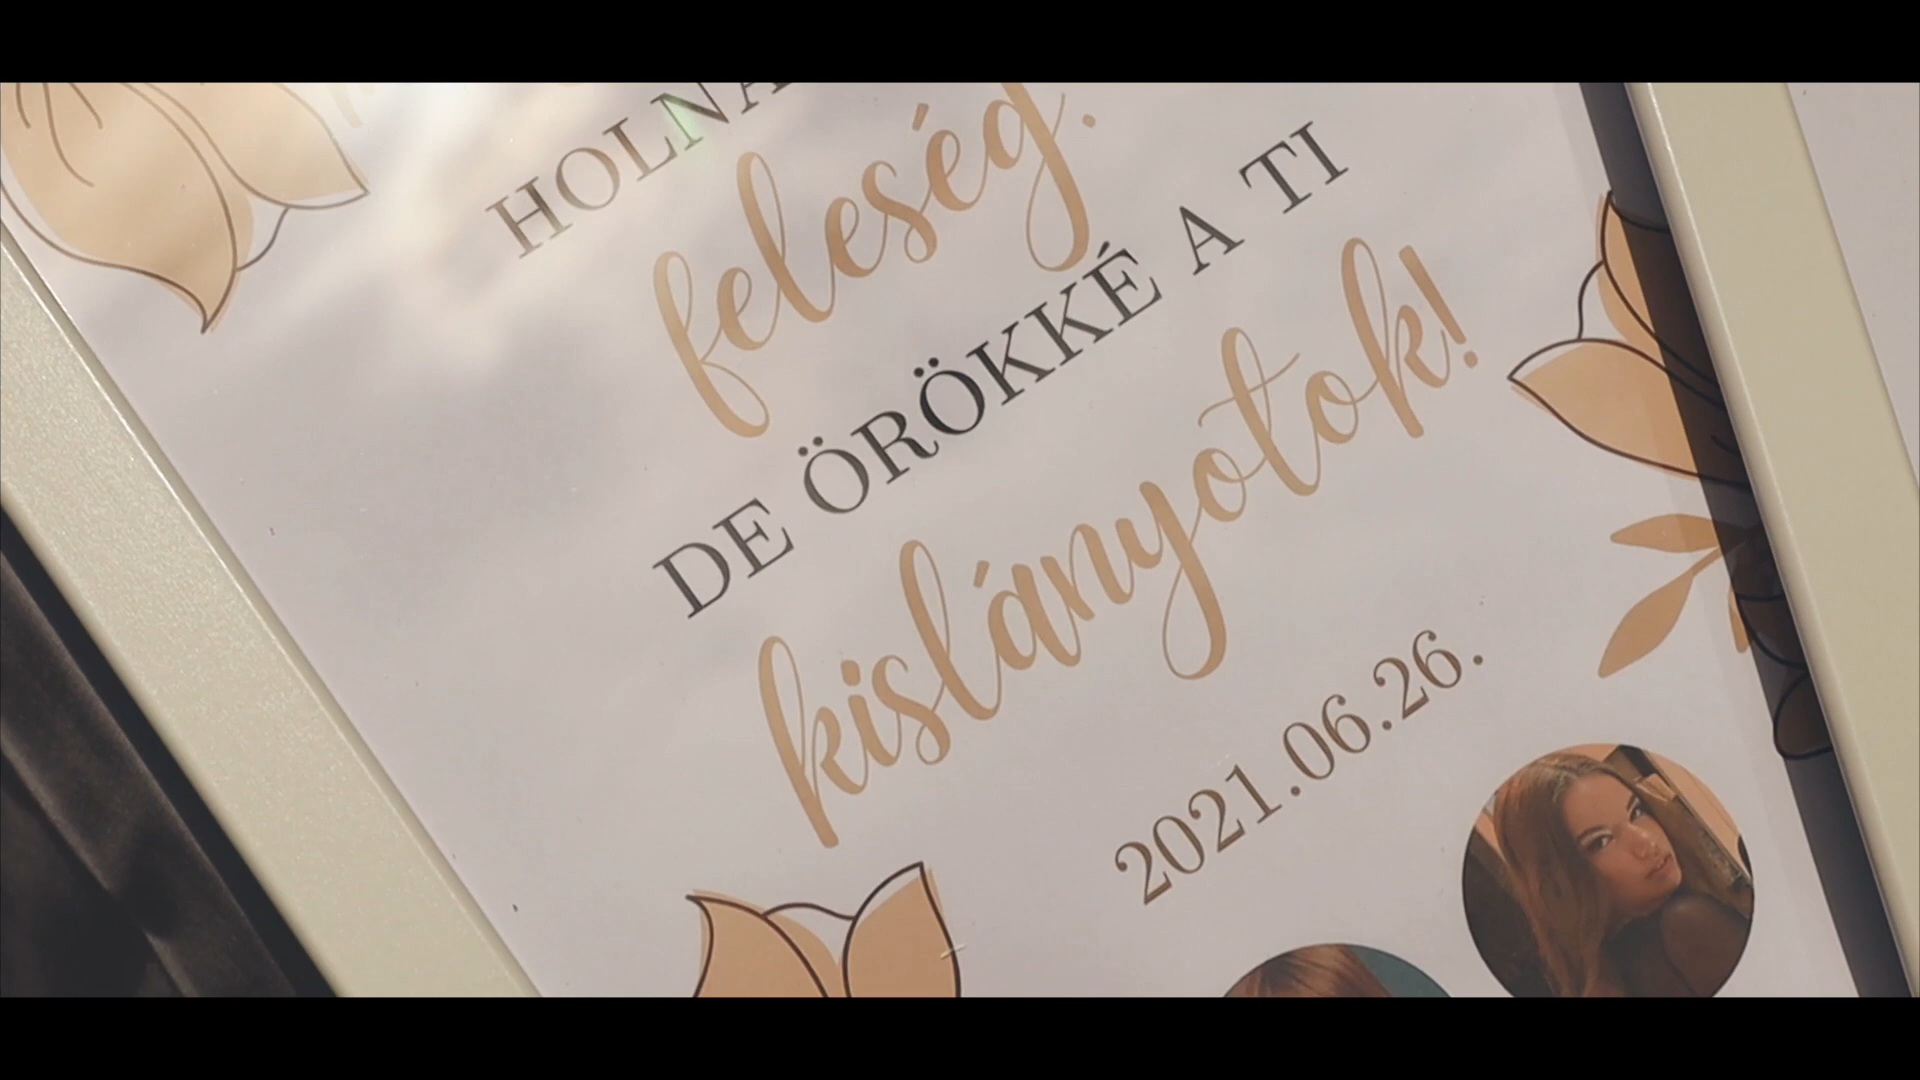 HOLNA
feleség.
DE ÖRÖKKÉ A TI
kislányotok!
2021.06.26.